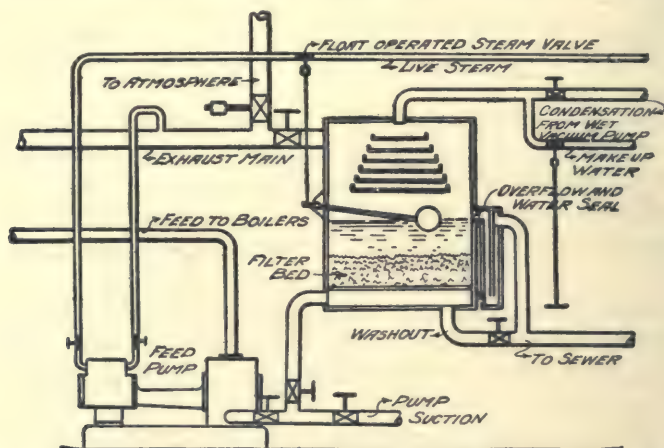 FLOAT OPERATED STEAM VALVE
LIVE STEAM
TO ATMOSPHERE
CONDENSATION
FROM WET
VACUUM PUMP
MAKE UP
WATER
EXHAUST MAIN
OVERFLOW AND
WATER SEAL
FEED TO BOILERS
FILTER
BED
WASHOUT
TO SEWER
FEED
PUMP
PUMP
SUCTION